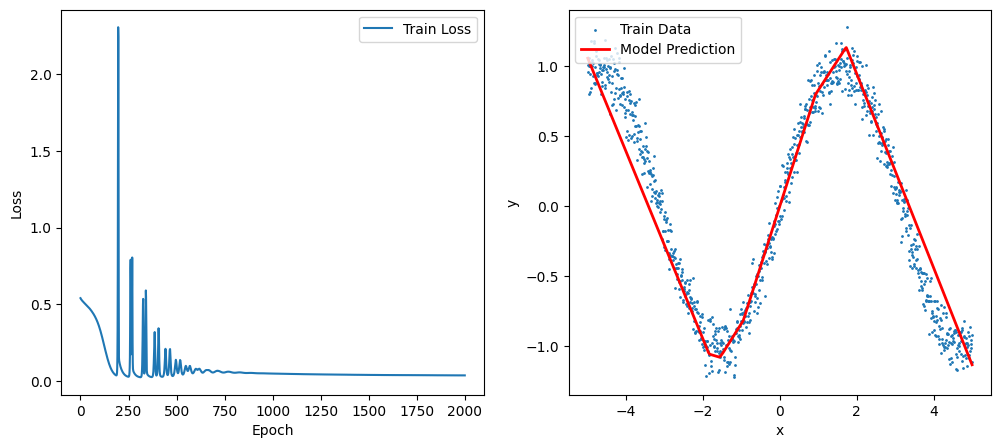 Train Loss
2.0
1.5
1.0
0.5
0.0
Loss
0 250 500 750 1000 1250 1500 1750 2000
Epoch
Train Data
Model Prediction
1.0
0.5
0.0
−0.5
−1.0
y
−4 −2 0 2 4
x